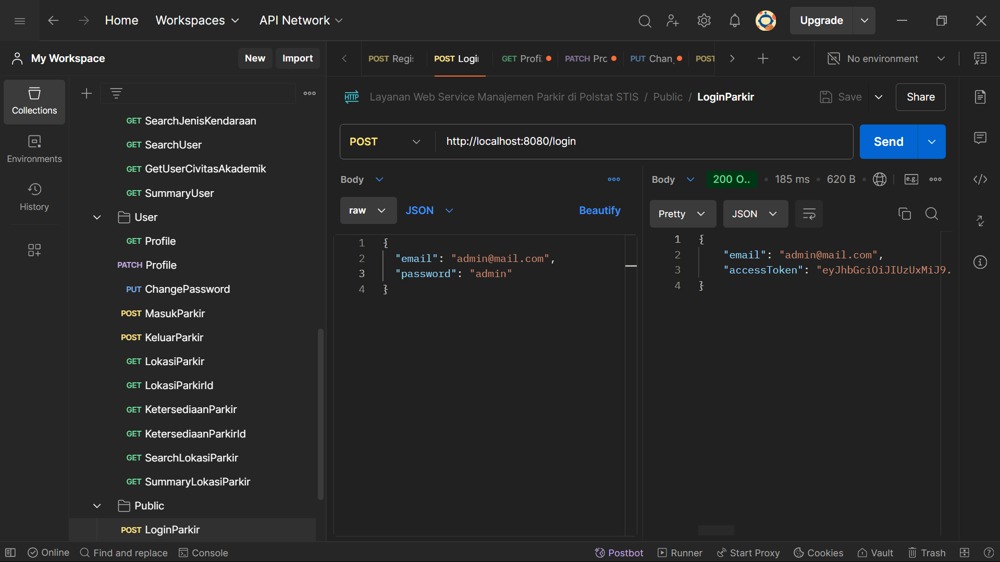 Home Workspaces API Network Upgrade
My Workspace New Import
POST Regi POST Logi GET Profi PATCH Pro PUT Chan POST No environment
Collections
Environments
History
GET SearchJenisKendaraan
GET SearchUser
GET GetUserCivitasAkademik
GET SummaryUser
User
GET Profile
PATCH Profile
PUT ChangePassword
POST MasukParkir
POST KeluarParkir
GET LokasiParkir
GET LokasiParkirId
GET KetersediaanParkir
GET KetersediaanParkirId
GET SearchLokasiParkir
GET SummaryLokasiParkir
Public
POST LoginParkir
HTTP Layanan Web Service Manajemen Parkir di Polstat STIS / Public / LoginParkir Save Share
POST http://localhost:8080/login Send
Body
raw JSON Beautify
1 {
2 "email": "admin@mail.com",
3 "password": "admin"
4 }
Body 200 O.. 185 ms 620 B e.g.
Pretty JSON
1 {
2 "email": "admin@mail.com",
3 "accessToken": "eyJhbGciOiJIUzUxMiJ9.
4 }
Online Find and replace Console Postbot Runner Start Proxy Cookies Vault Trash